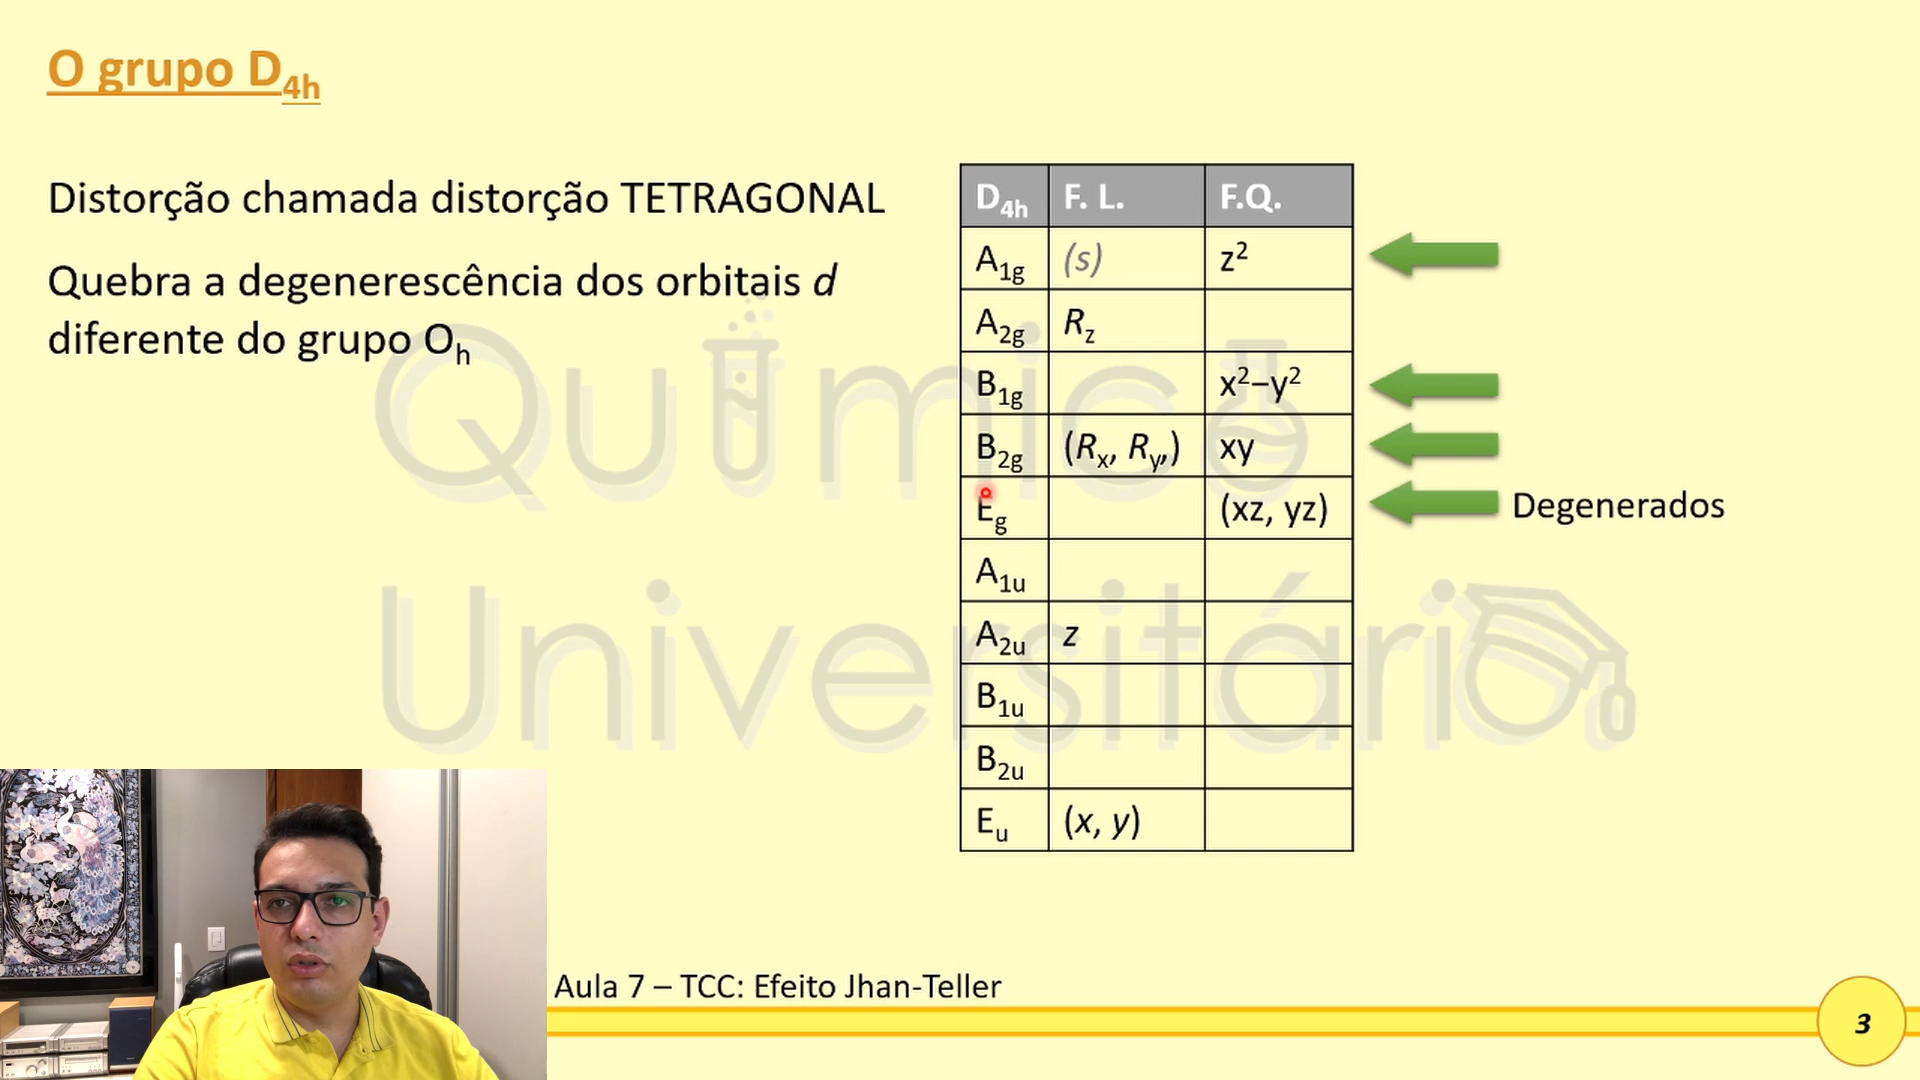 O grupo D4h
Distorção chamada distorção TETRAGONAL
Quebra a degenerescência dos orbitais d
diferente do grupo Oh
D4h F. L. F.Q.
A1g (s) z²
A2g Rz
B1g x²–y²
B2g (Rx, Ry,) xy
Eg (xz, yz) Degenerados
A1u
A2u z
B1u
B2u
Eu (x, y)
Química
Universitário
Aula 7 – TCC: Efeito Jhan-Teller
3